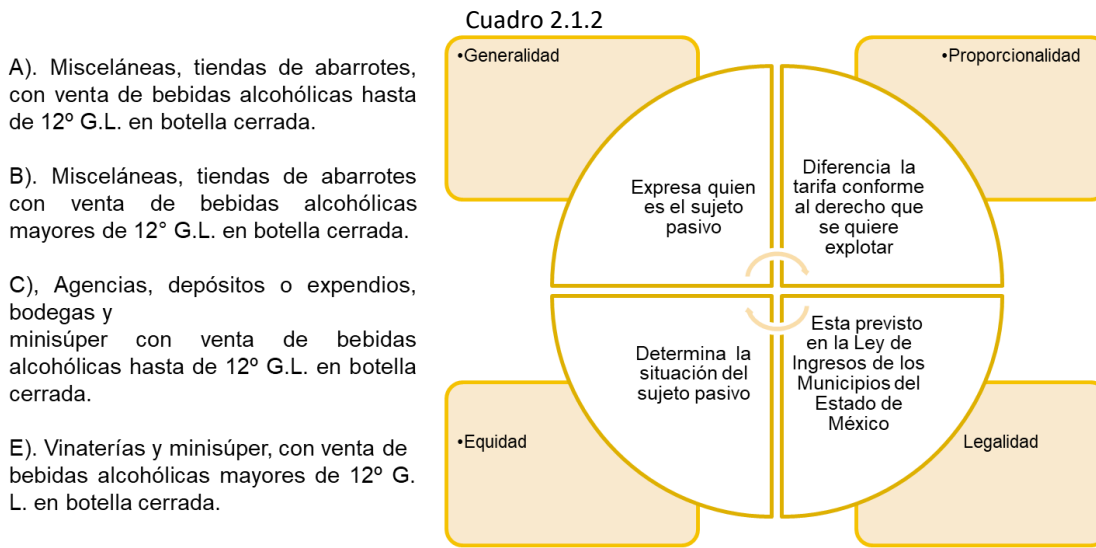 Cuadro 2.1.2
A). Misceláneas, tiendas de abarrotes,
con venta de bebidas alcohólicas hasta
de 12º G.L. en botella cerrada.
B). Misceláneas, tiendas de abarrotes
con venta de bebidas alcohólicas
mayores de 12° G.L. en botella cerrada.
C), Agencias, depósitos o expendios,
bodegas y
minisúper con venta de bebidas
alcohólicas hasta de 12º G.L. en botella
cerrada.
E). Vinaterías y minisúper, con venta de
bebidas alcohólicas mayores de 12º G.
L. en botella cerrada.
•Generalidad
Expresa quien
es el sujeto
pasivo
•Proporcionalidad
Diferencia la
tarifa conforme
al derecho que
se quiere
explotar
•Equidad
Determina la
situación del
sujeto pasivo
Legalidad
Esta previsto
en la Ley de
Ingresos de los
Municipios del
Estado de
México